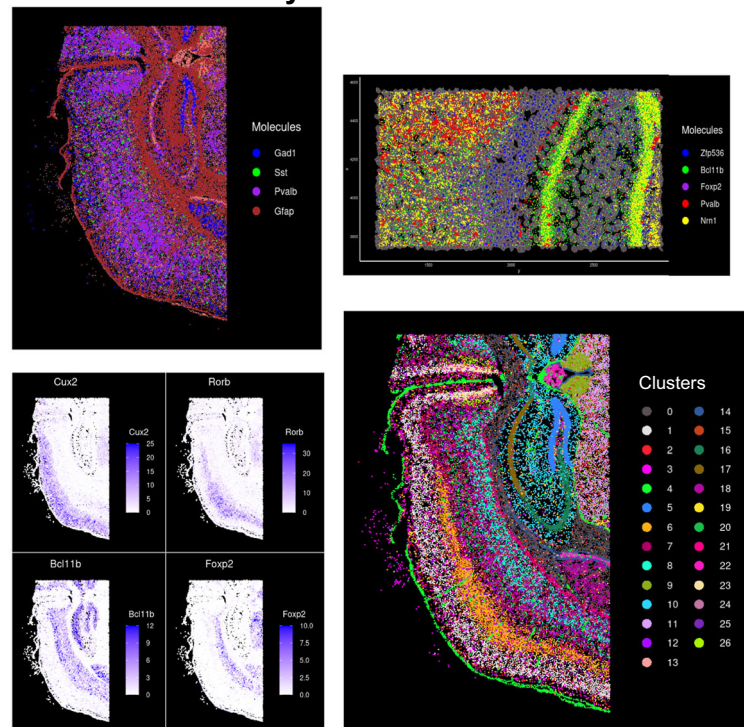 Molecules
Gad1
Sst
Pvalb
Gfap
Molecules
Zfp536
Bcl11b
Foxp2
Pvalb
Nrn1
1500
2000
2500
y
Cux2
Cux2
25
20
15
10
5
0
Rorb
Rorb
30
20
10
0
Bcl11b
Bcl11b
12
9
6
3
0
Foxp2
Foxp2
10.0
7.5
5.0
2.5
0.0
Clusters
0 14
1 15
2 16
3 17
4 18
5 19
6 20
7 21
8 22
9 23
10 24
11 25
12 26
13